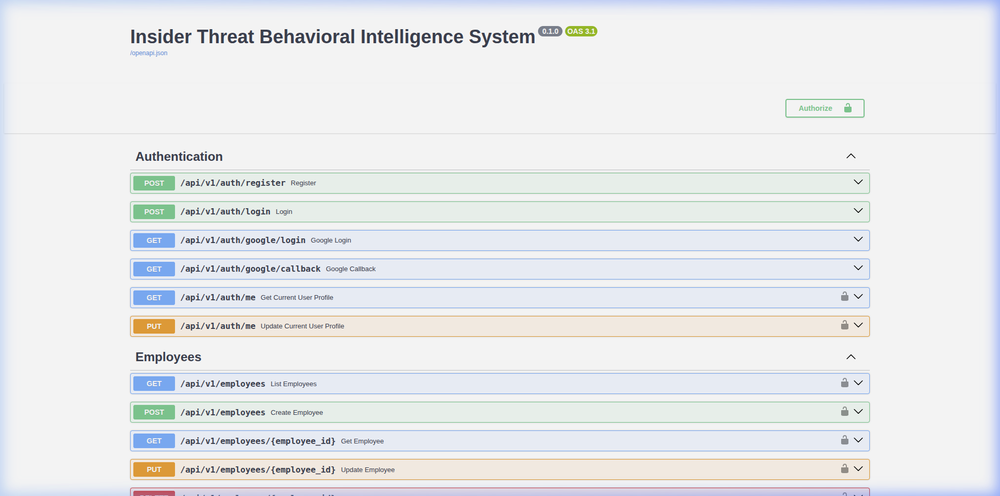 Insider Threat Behavioral Intelligence System 0.1.0 OAS 3.1
/openapi.json
Authorize
Authentication
POST /api/v1/auth/register Register
POST /api/v1/auth/login Login
GET /api/v1/auth/google/login Google Login
GET /api/v1/auth/google/callback Google Callback
GET /api/v1/auth/me Get Current User Profile
PUT /api/v1/auth/me Update Current User Profile
Employees
GET /api/v1/employees List Employees
POST /api/v1/employees Create Employee
GET /api/v1/employees/{employee_id} Get Employee
PUT /api/v1/employees/{employee_id} Update Employee